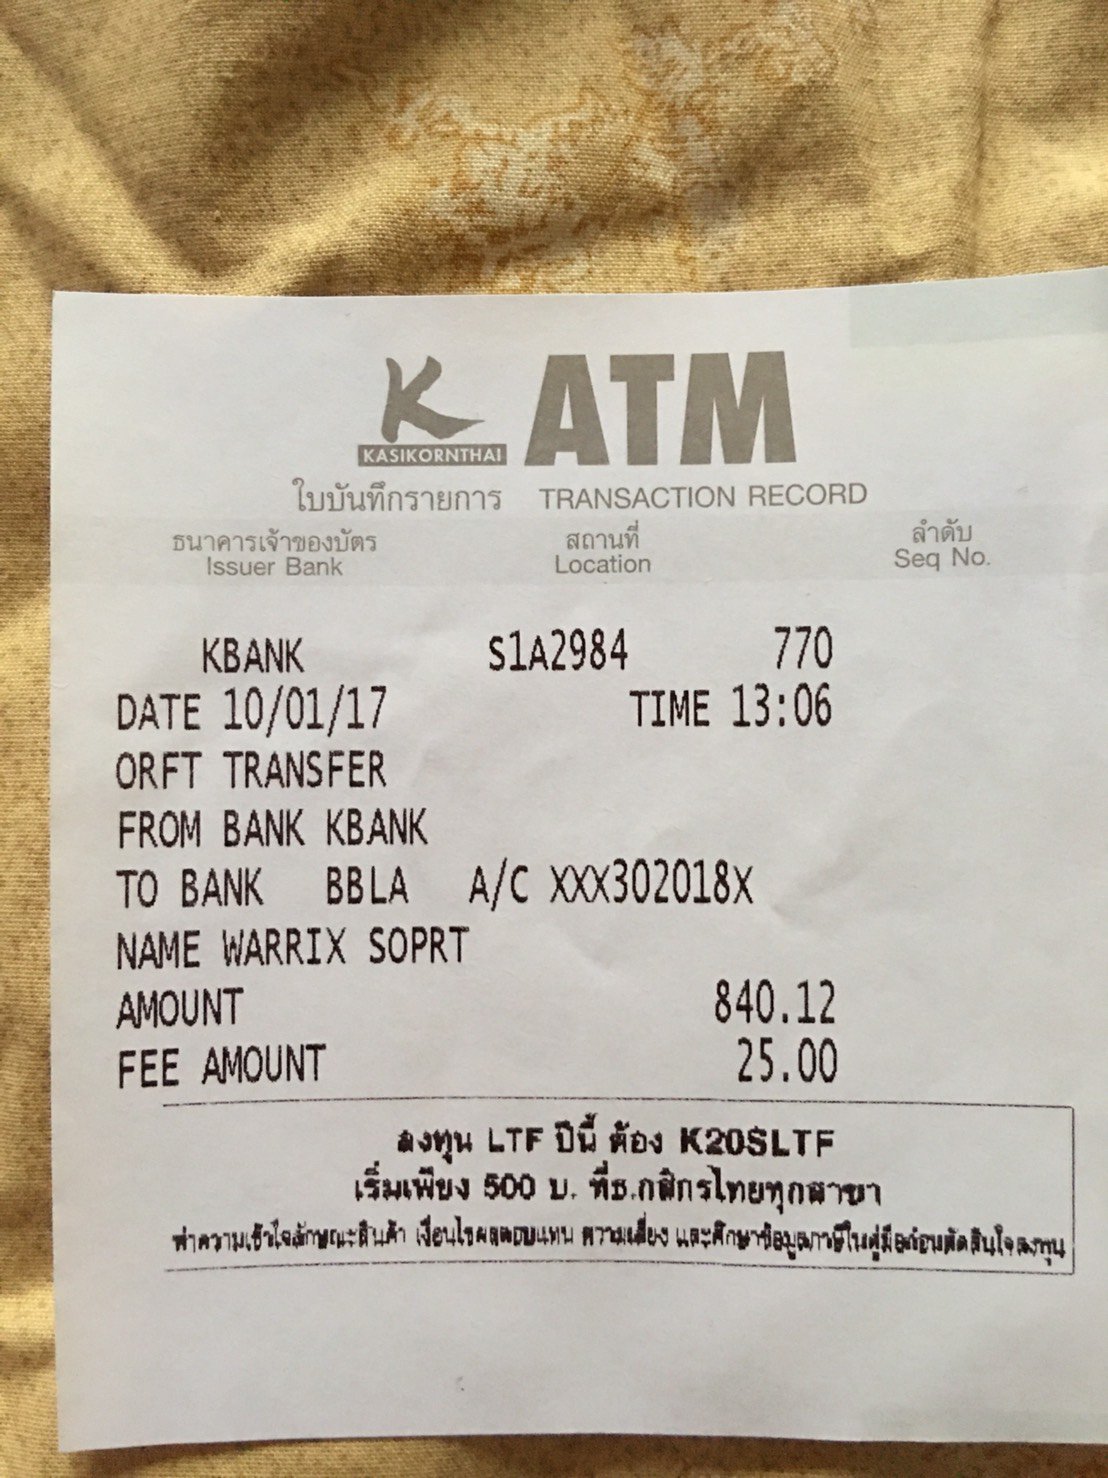 K ATM
KASIKORNTHAI
ใบบันทึกรายการ TRANSACTION RECORD
ธนาคารเจ้าของบัตร สถานที่ ลำดับ
Issuer Bank Location Seq No.
KBANK S1A2984 770
DATE 10/01/17 TIME 13:06
ORFT TRANSFER
FROM BANK KBANK
TO BANK BBLA A/C XXX302018X
NAME WARRIX SOPRT
AMOUNT 840.12
FEE AMOUNT 25.00
ลงทุน LTF ปีนี้ ต้อง K20SLTF
เริ่มเพียง 500 บ. ที่ธ.กสิกรไทยทุกสาขา
ทำความเข้าใจลักษณะสินค้า เงื่อนไขผลตอบแทน ความเสี่ยง และศึกษาข้อมูลภาษีในคู่มือก่อนตัดสินใจลงทุน